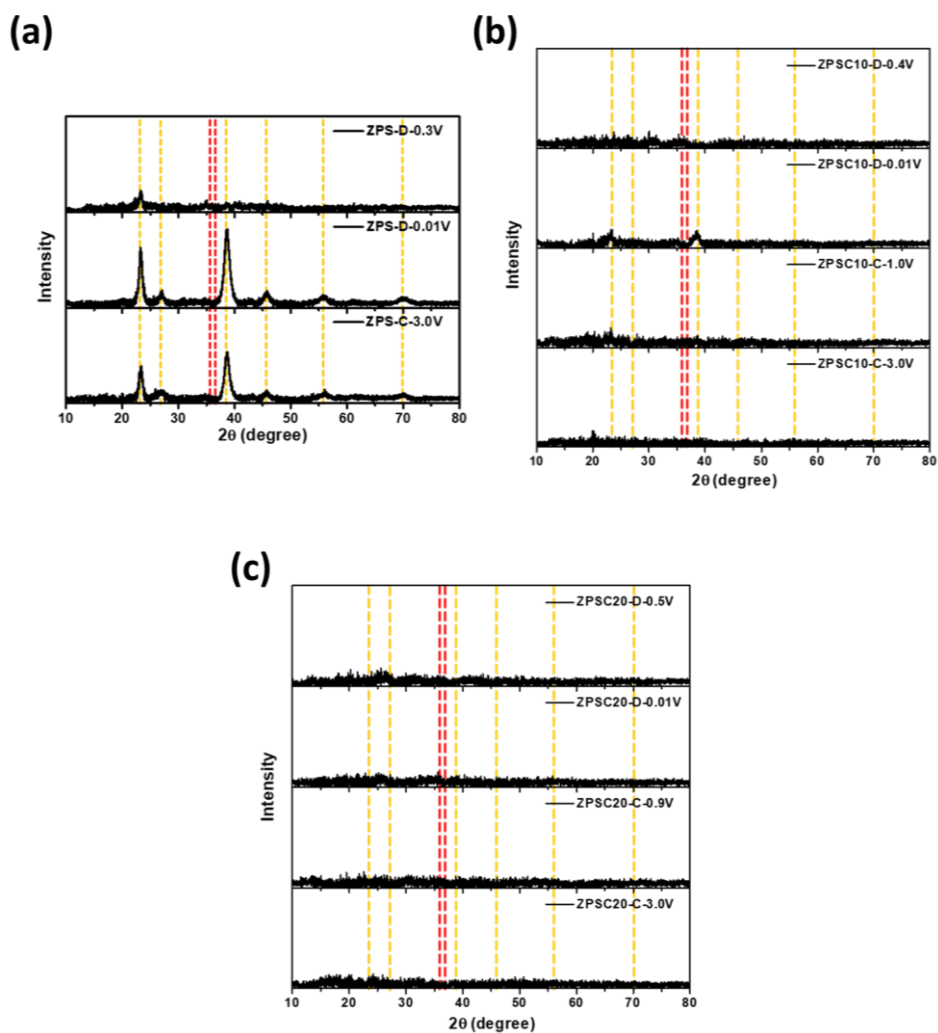 (a)
ZPS-D-0.3V
ZPS-D-0.01V
ZPS-C-3.0V
Intensity
10 20 30 40 50 60 70 80
2θ (degree)
(b)
ZPSC10-D-0.4V
ZPSC10-D-0.01V
ZPSC10-C-1.0V
ZPSC10-C-3.0V
Intensity
10 20 30 40 50 60 70 80
2θ (degree)
(c)
ZPSC20-D-0.5V
ZPSC20-D-0.01V
ZPSC20-C-0.9V
ZPSC20-C-3.0V
Intensity
10 20 30 40 50 60 70 80
2θ (degree)